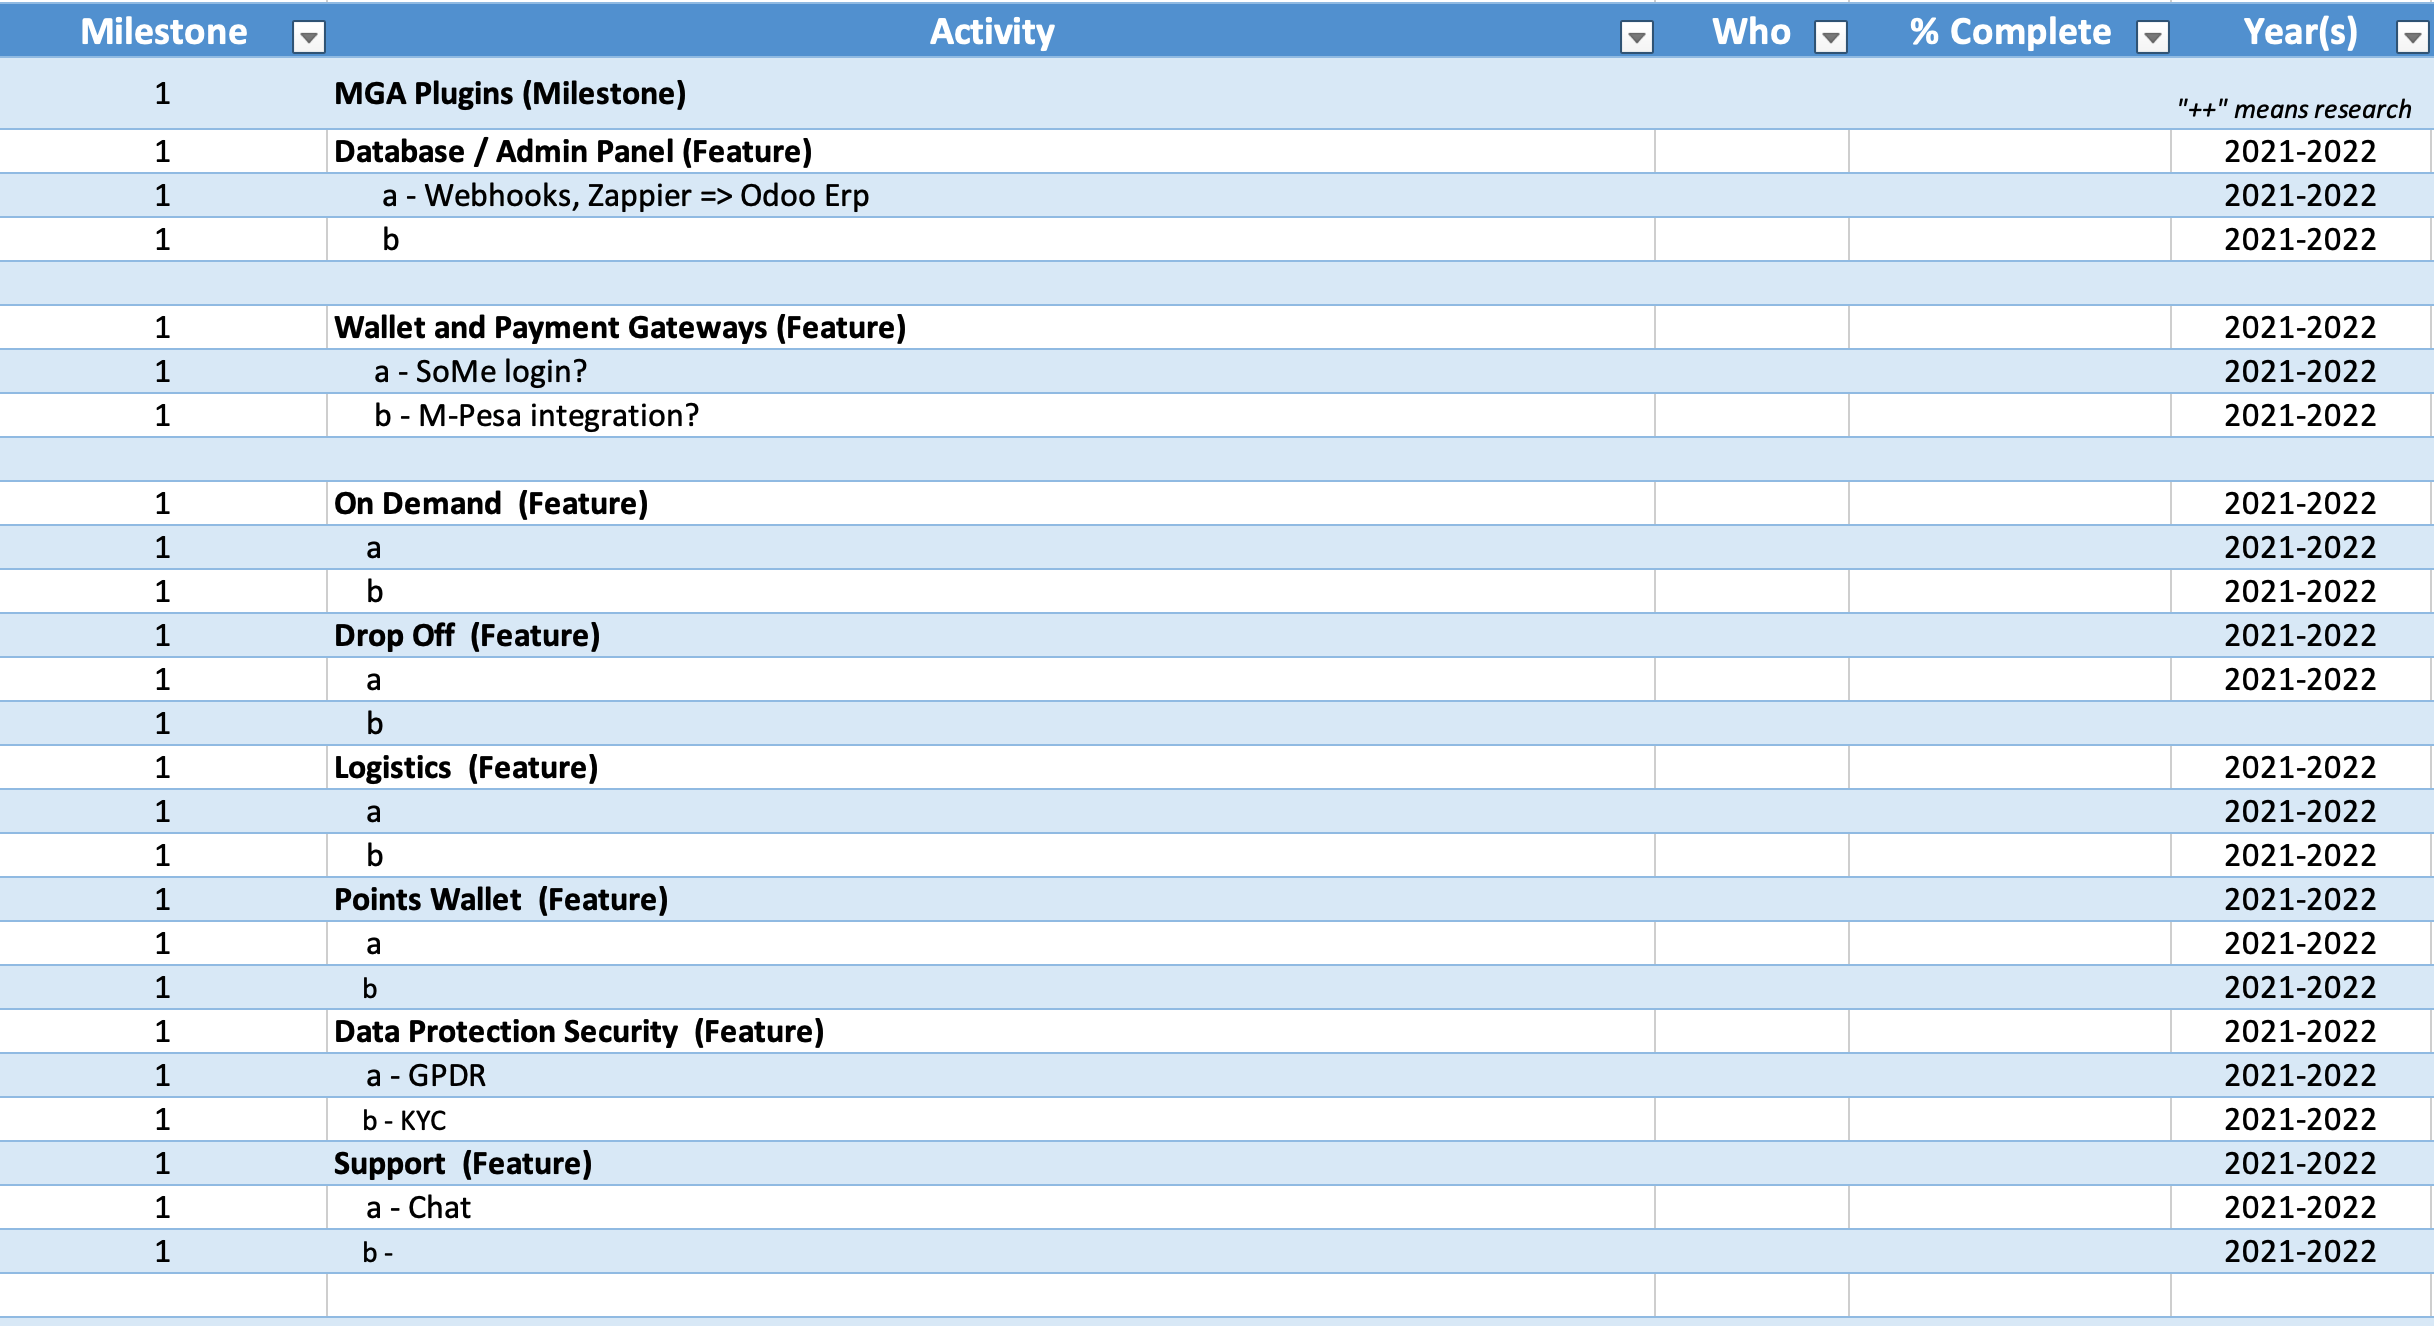 Milestone Activity Who % Complete Year(s)
1 MGA Plugins (Milestone) "++" means research
1 Database / Admin Panel (Feature) 2021-2022
1 a - Webhooks, Zappier => Odoo Erp 2021-2022
1 b 2021-2022
1 Wallet and Payment Gateways (Feature) 2021-2022
1 a - SoMe login? 2021-2022
1 b - M-Pesa integration? 2021-2022
1 On Demand  (Feature) 2021-2022
1 a 2021-2022
1 b 2021-2022
1 Drop Off  (Feature) 2021-2022
1 a 2021-2022
1 b
1 Logistics  (Feature) 2021-2022
1 a 2021-2022
1 b 2021-2022
1 Points Wallet  (Feature) 2021-2022
1 a 2021-2022
1 b 2021-2022
1 Data Protection Security  (Feature) 2021-2022
1 a - GPDR 2021-2022
1 b - KYC 2021-2022
1 Support  (Feature) 2021-2022
1 a - Chat 2021-2022
1 b - 2021-2022